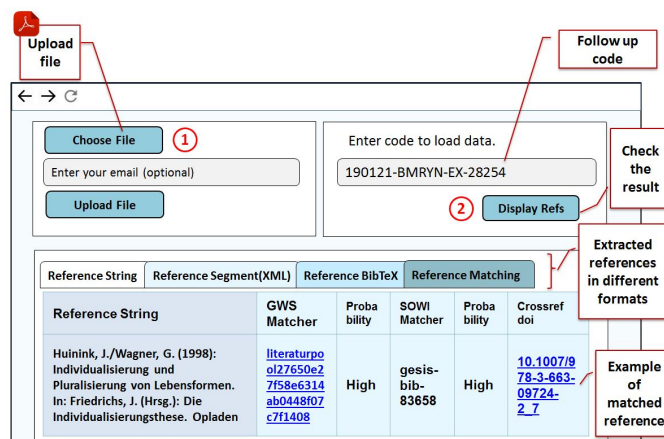 Upload
file
Follow up
code
Choose File
1
Enter your email (optional)
Upload File
Enter code to load data.
190121-BMRYN-EX-28254
2
Display Refs
Check
the
result
Extracted
references
in different
formats
Reference String
Reference Segment(XML)
Reference BibTeX
Reference Matching
Reference String
GWS
Matcher
Proba
bility
SOWI
Matcher
Proba
bility
Crossref
doi
Huinink, J./Wagner, G. (1998):
Individualisierung und
Pluralisierung von Lebensformen.
In: Friedrichs, J. (Hrsg.): Die
Individualisierungsthese. Opladen
literaturpo
ol27650e2
7f58e6314
ab0448f07
c7f1408
High
gesis-
bib-
83658
High
10.1007/9
78-3-663-
09724-
2_7
Example
of
matched
reference